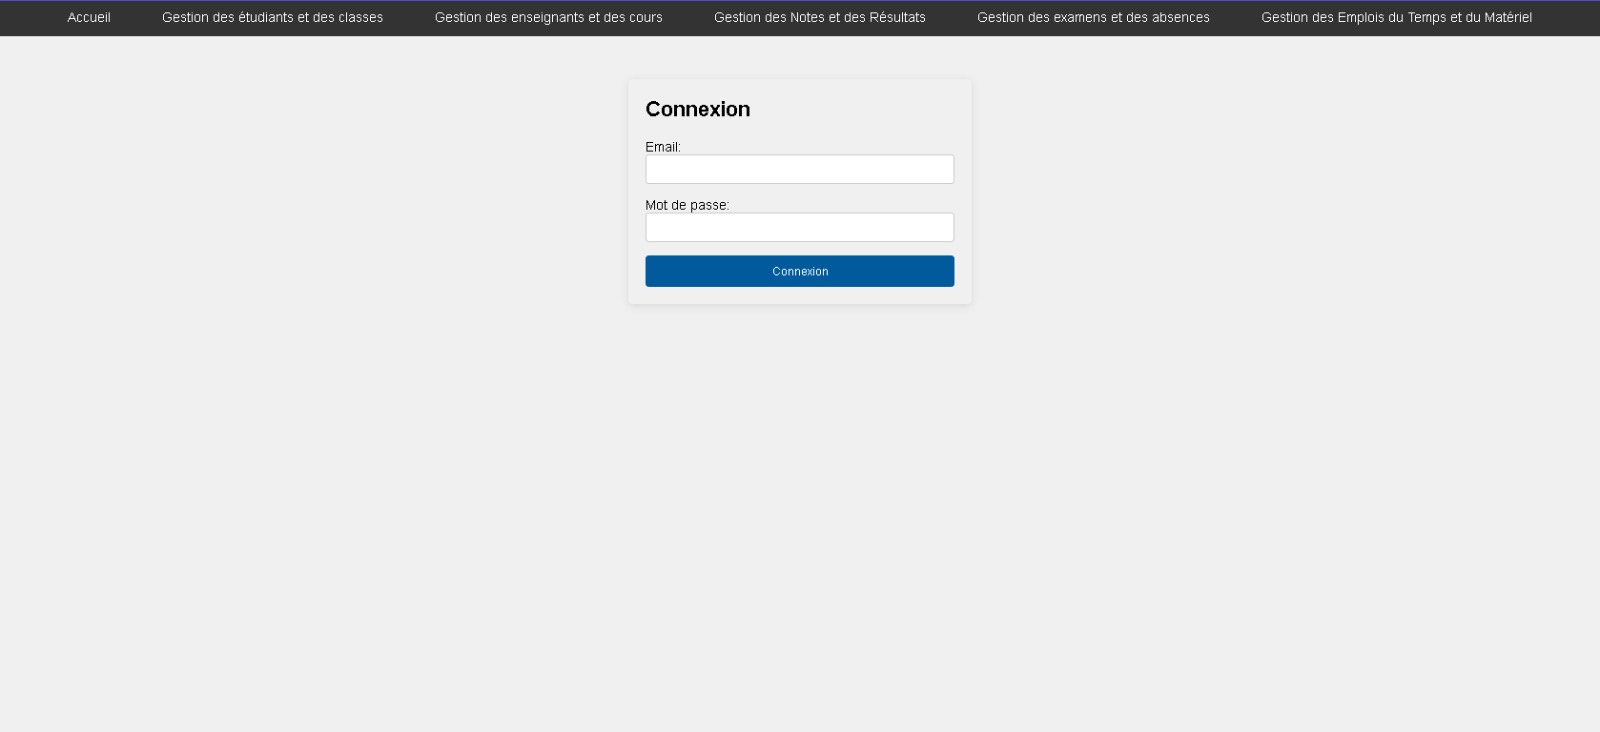 Accueil Gestion des étudiants et des classes Gestion des enseignants et des cours Gestion des Notes et des Résultats Gestion des examens et des absences Gestion des Emplois du Temps et du Matériel
Connexion
Email:
Mot de passe:
Connexion